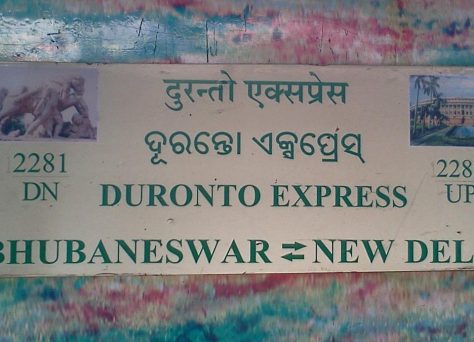 दुरन्तो एक्सप्रेस
ଦୂରନ୍ତୋ ଏକ୍ସପ୍ରେସ୍
2281 DN
DURONTO EXPRESS
228 UP
BHUBANESWAR ⇄ NEW DEL